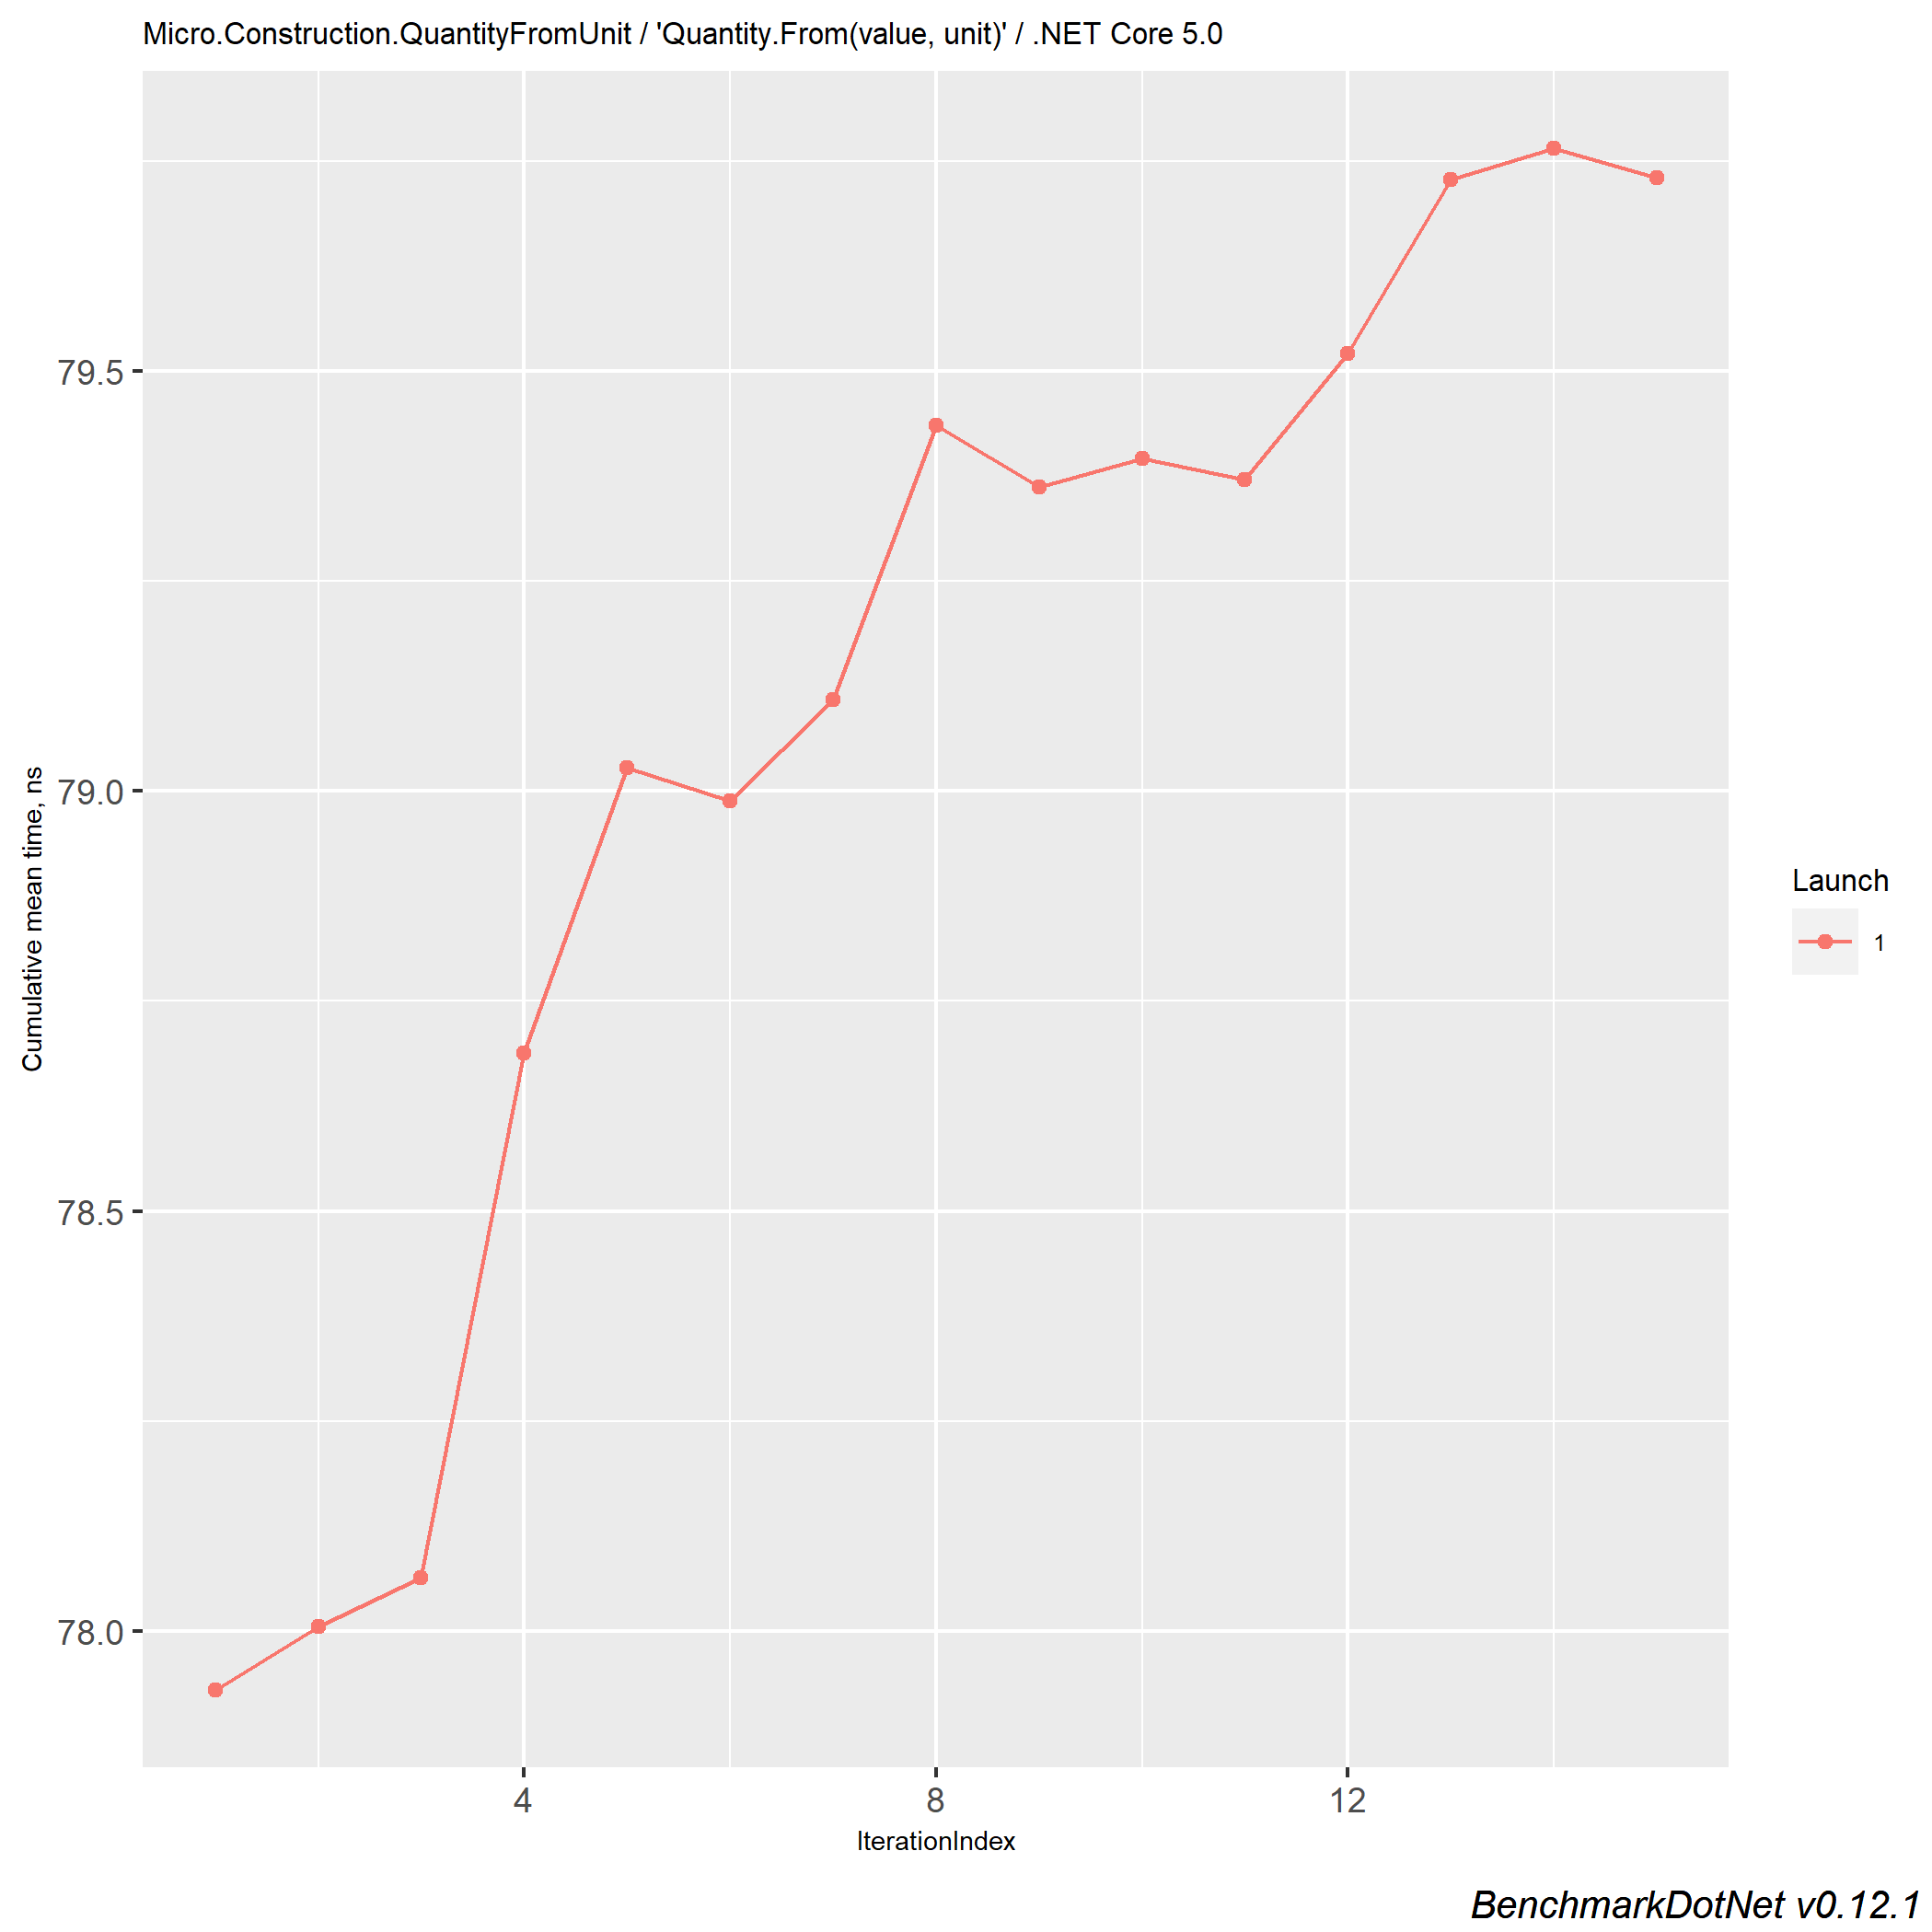 Micro.Construction.QuantityFromUnit / 'Quantity.From(value, unit)' / .NET Core 5.0
Cumulative mean time, ns
79.5
79.0
78.5
78.0
4
8
12
IterationIndex
Launch
1
BenchmarkDotNet v0.12.1